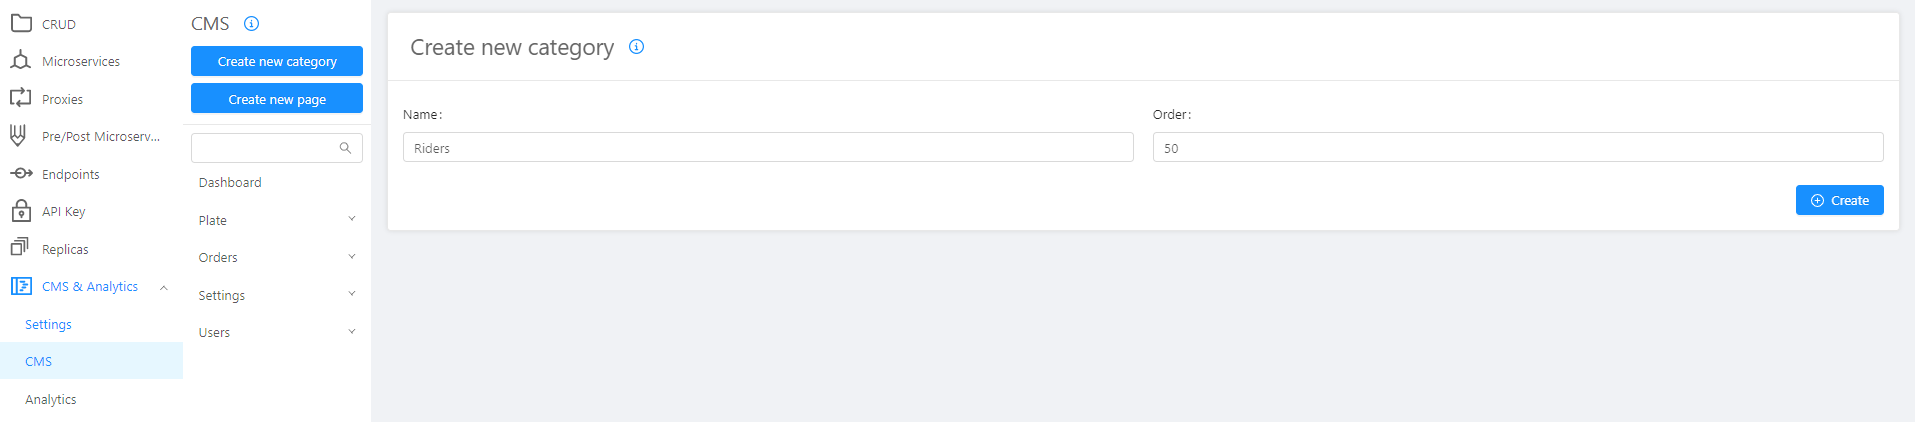 CRUD
Microservices
Proxies
Pre/Post Microserv...
Endpoints
API Key
Replicas
CMS & Analytics
Settings
CMS
Analytics
CMS
Create new category
Create new page
Dashboard
Plate
Orders
Settings
Users
Create new category
Name:
Riders
Order:
50
Create